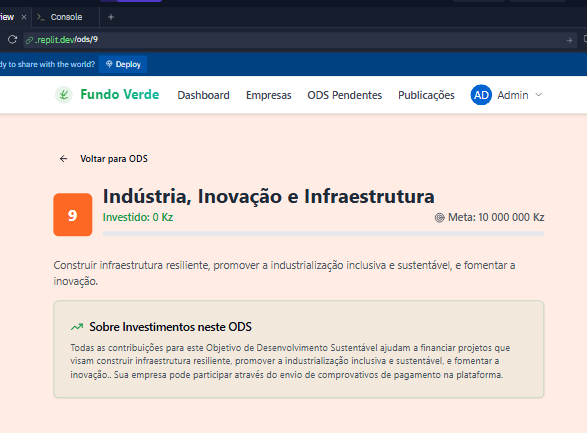 iew × >_ Console +
.replit.dev/ods/9
dy to share with the world? Deploy
Fundo Verde Dashboard Empresas ODS Pendentes Publicações AD Admin
← Voltar para ODS
9 Indústria, Inovação e Infraestrutura
Investido: 0 Kz Meta: 10 000 000 Kz
Construir infraestrutura resiliente, promover a industrialização inclusiva e sustentável, e fomentar a
inovação.
Sobre Investimentos neste ODS
Todas as contribuições para este Objetivo de Desenvolvimento Sustentável ajudam a financiar projetos que
visam construir infraestrutura resiliente, promover a industrialização inclusiva e sustentável, e fomentar a
inovação.. Sua empresa pode participar através do envio de comprovativos de pagamento na plataforma.